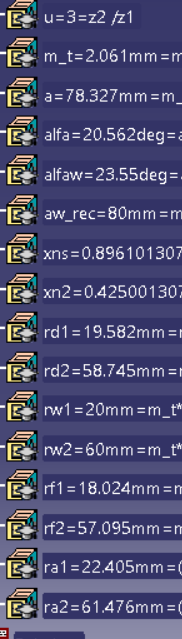 u=3=z2 /z1
m_t=2.061mm=m
a=78.327mm=m_
alfa=20.562deg=a
alfaw=23.55deg=
aw_rec=80mm=m
xns=0.896101307
xn2=0.425001307
rd1=19.582mm=r
rd2=58.745mm=r
rw1=20mm=m_t*
rw2=60mm=m_t*
rf1=18.024mm=m
rf2=57.095mm=m
ra1=22.405mm=(
ra2=61.476mm=(